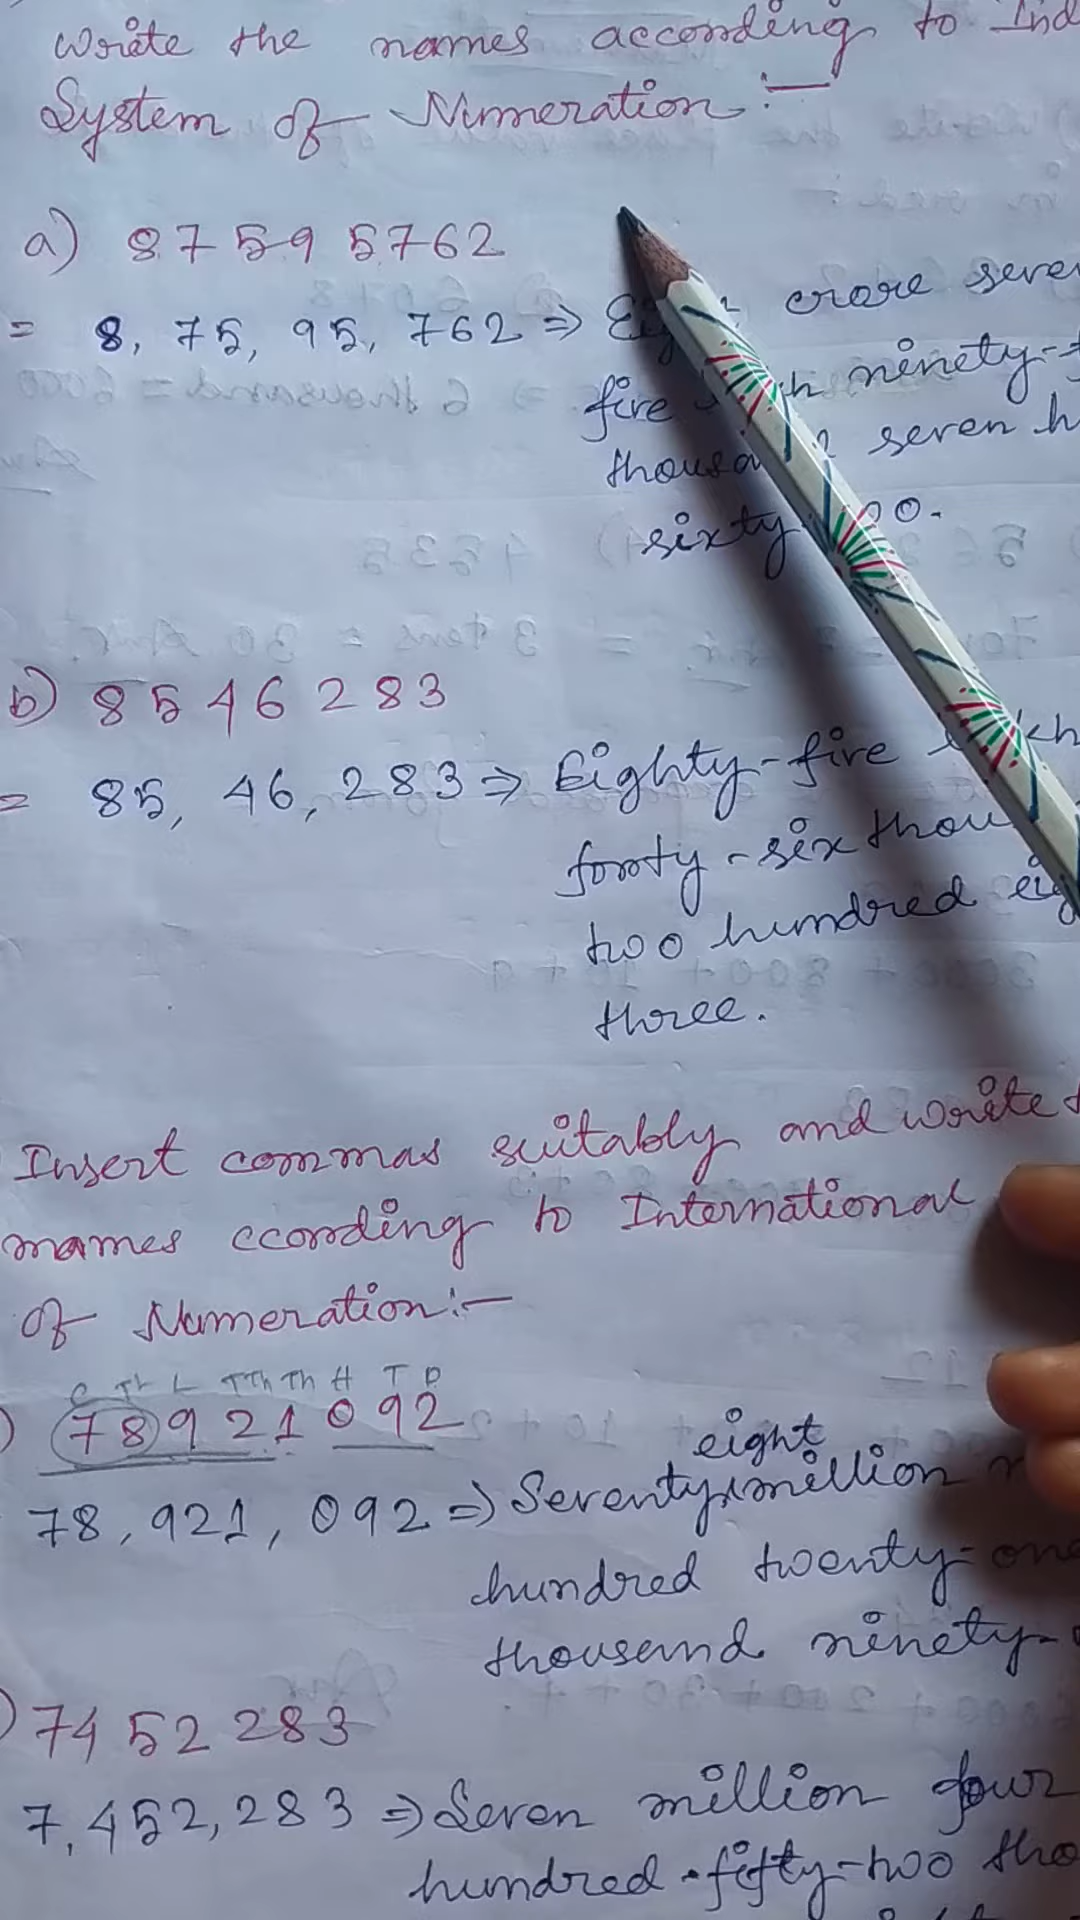 Write the names according to Ind
System of Numeration :-
a) 87595762
= 8, 75, 95, 762 ⇒ crore seve
five ninety-
thousa seven h
sixty
b) 8546283
= 85, 46, 283 ⇒ Eighty-five
forty-six thou
two hundred eig
three.
Insert commas suitably and write
names ccording to International
of Numeration:-
C TL L TTh Th H T O
78921092
eight
78, 921, 092 ⇒ Seventy million
hundred twenty-one
thousand ninety-
) 7452283
7,452,283 ⇒ Seven million four
hundred fifty-two tho